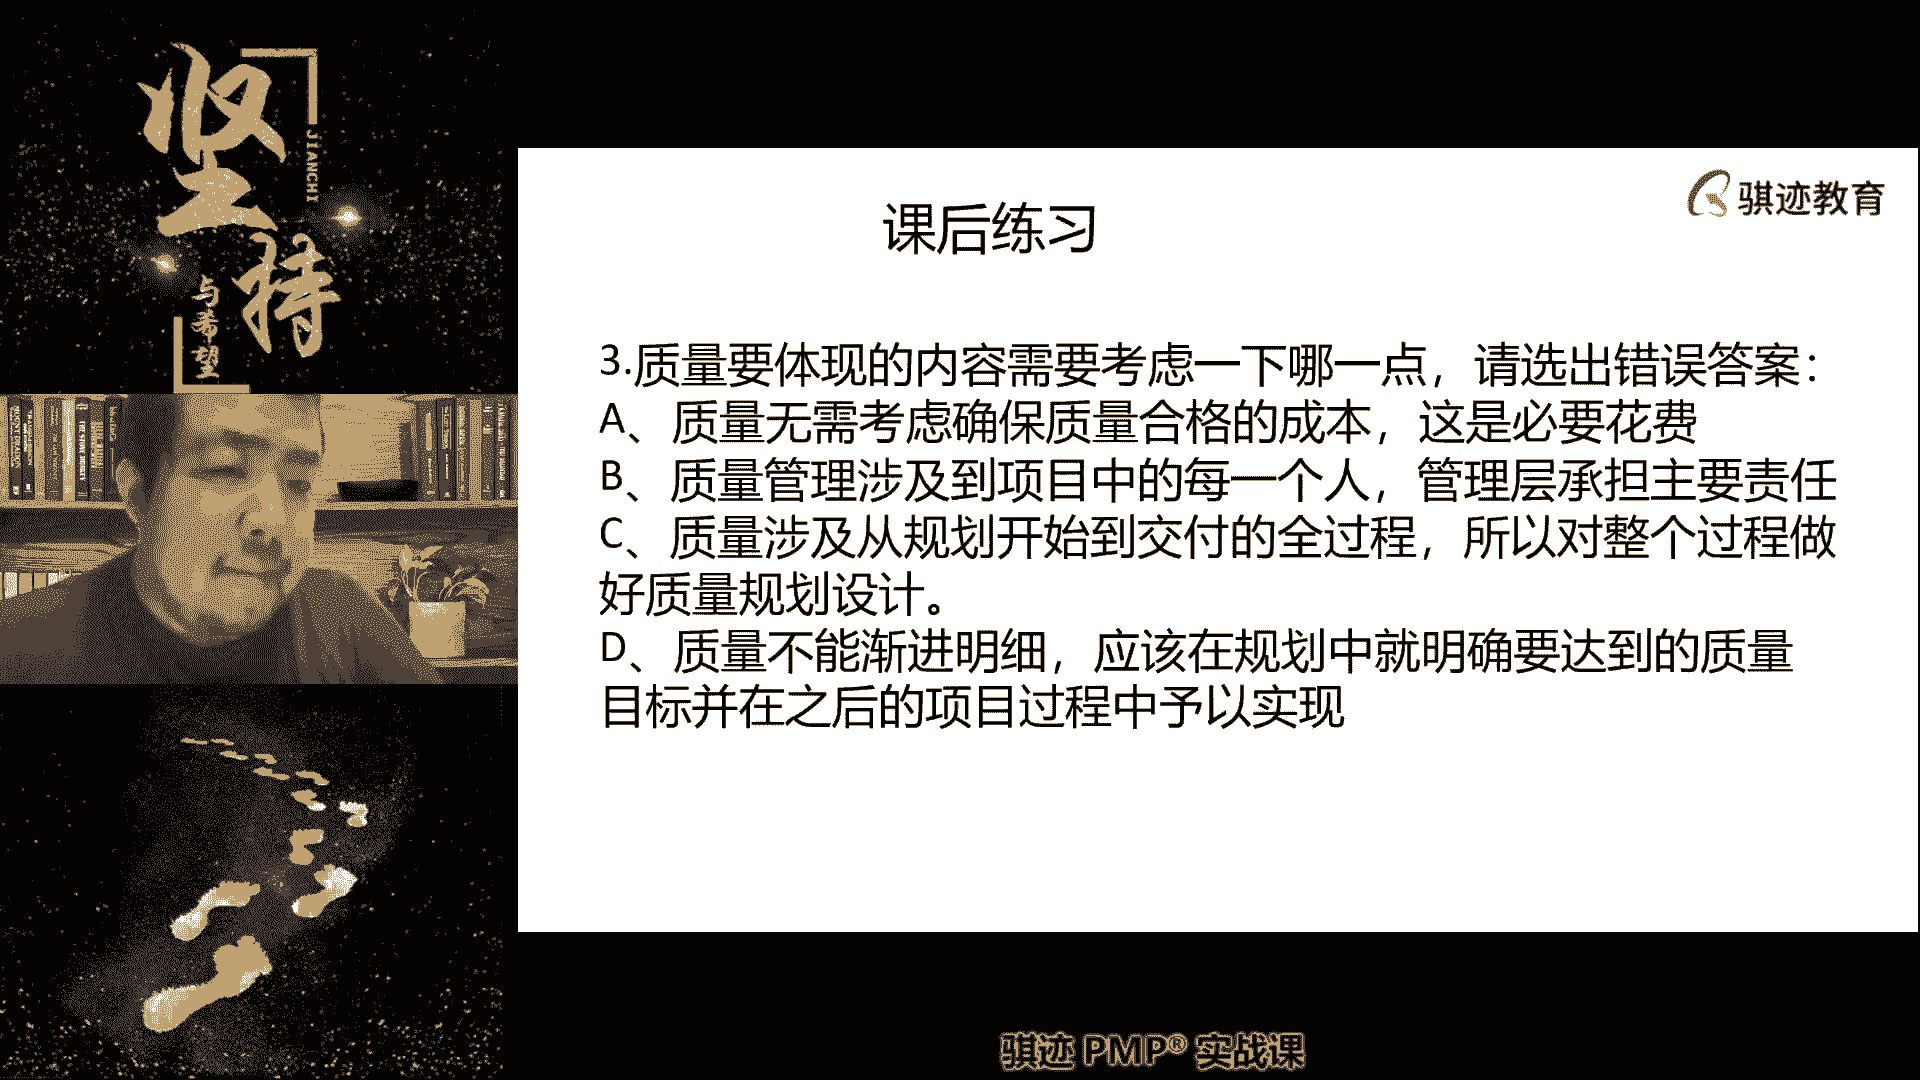 坚持
JIANCHI
与希望
骐迹教育
课后练习
3.质量要体现的内容需要考虑一下哪一点，请选出错误答案：
A、质量无需考虑确保质量合格的成本，这是必要花费
B、质量管理涉及到项目中的每一个人，管理层承担主要责任
C、质量涉及从规划开始到交付的全过程，所以对整个过程做
好质量规划设计。
D、质量不能渐进明细，应该在规划中就明确要达到的质量
目标并在之后的项目过程中予以实现
骐迹 PMP® 实战课